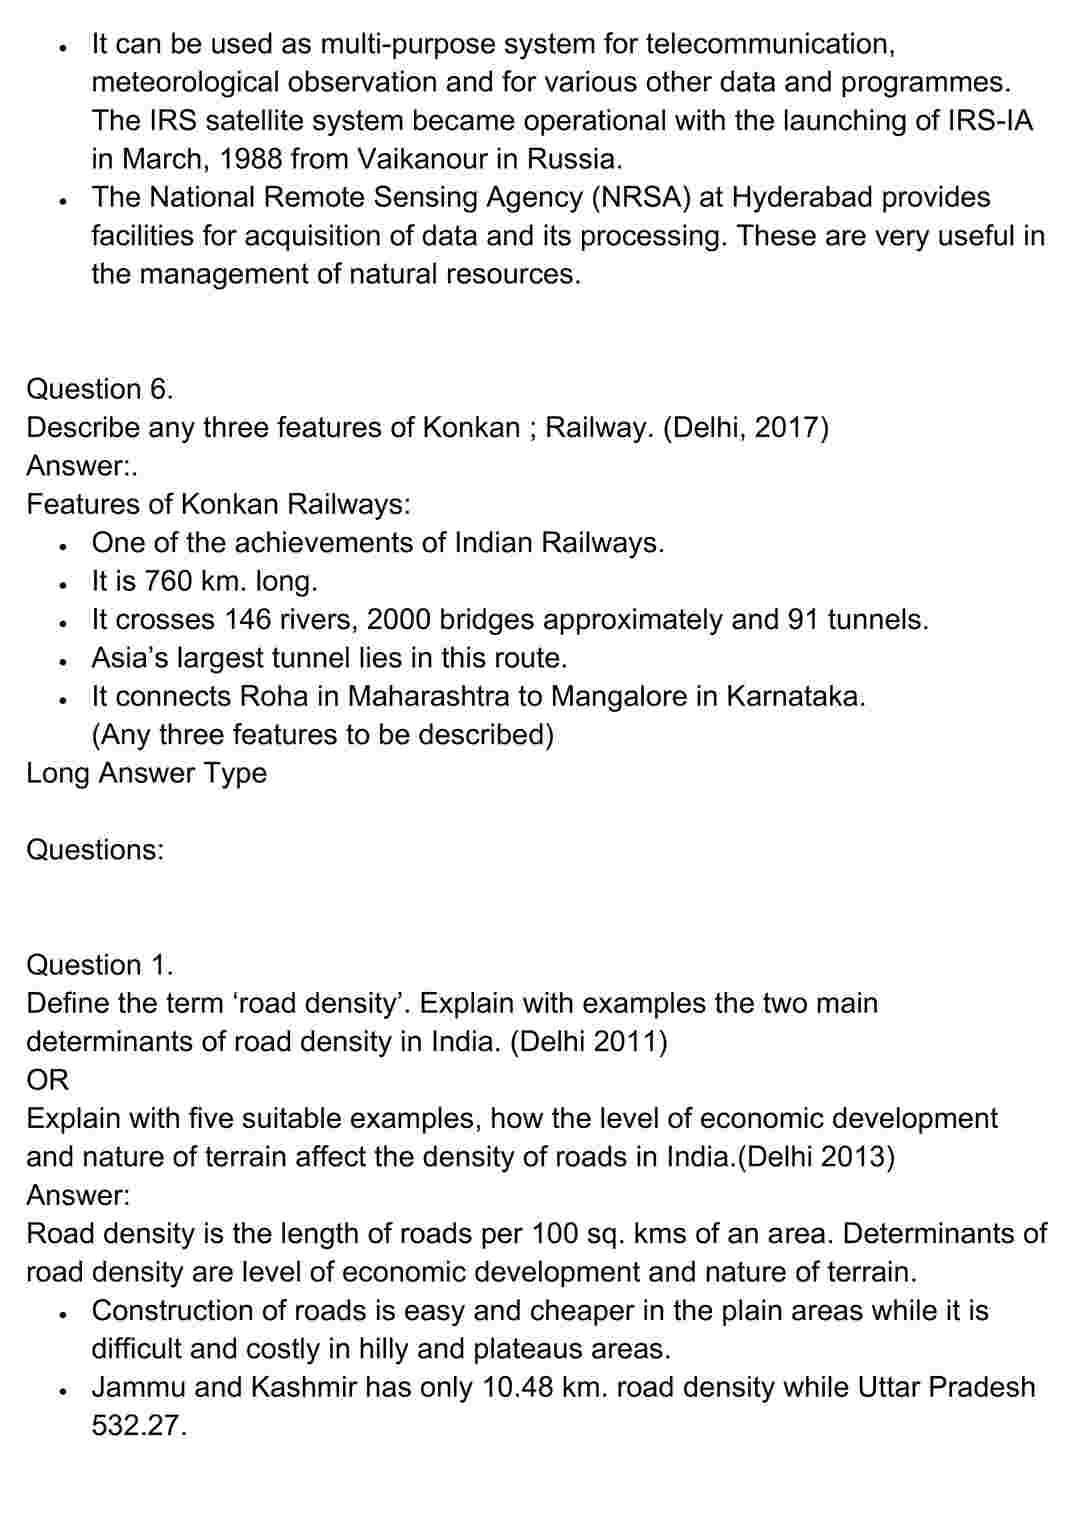 • It can be used as multi-purpose system for telecommunication,
meteorological observation and for various other data and programmes.
The IRS satellite system became operational with the launching of IRS-IA
in March, 1988 from Vaikanour in Russia.
• The National Remote Sensing Agency (NRSA) at Hyderabad provides
facilities for acquisition of data and its processing. These are very useful in
the management of natural resources.
Question 6.
Describe any three features of Konkan ; Railway. (Delhi, 2017)
Answer:.
Features of Konkan Railways:
• One of the achievements of Indian Railways.
• It is 760 km. long.
• It crosses 146 rivers, 2000 bridges approximately and 91 tunnels.
• Asia’s largest tunnel lies in this route.
• It connects Roha in Maharashtra to Mangalore in Karnataka.
(Any three features to be described)
Long Answer Type
Questions:
Question 1.
Define the term ‘road density’. Explain with examples the two main
determinants of road density in India. (Delhi 2011)
OR
Explain with five suitable examples, how the level of economic development
and nature of terrain affect the density of roads in India.(Delhi 2013)
Answer:
Road density is the length of roads per 100 sq. kms of an area. Determinants of
road density are level of economic development and nature of terrain.
• Construction of roads is easy and cheaper in the plain areas while it is
difficult and costly in hilly and plateaus areas.
• Jammu and Kashmir has only 10.48 km. road density while Uttar Pradesh
532.27.